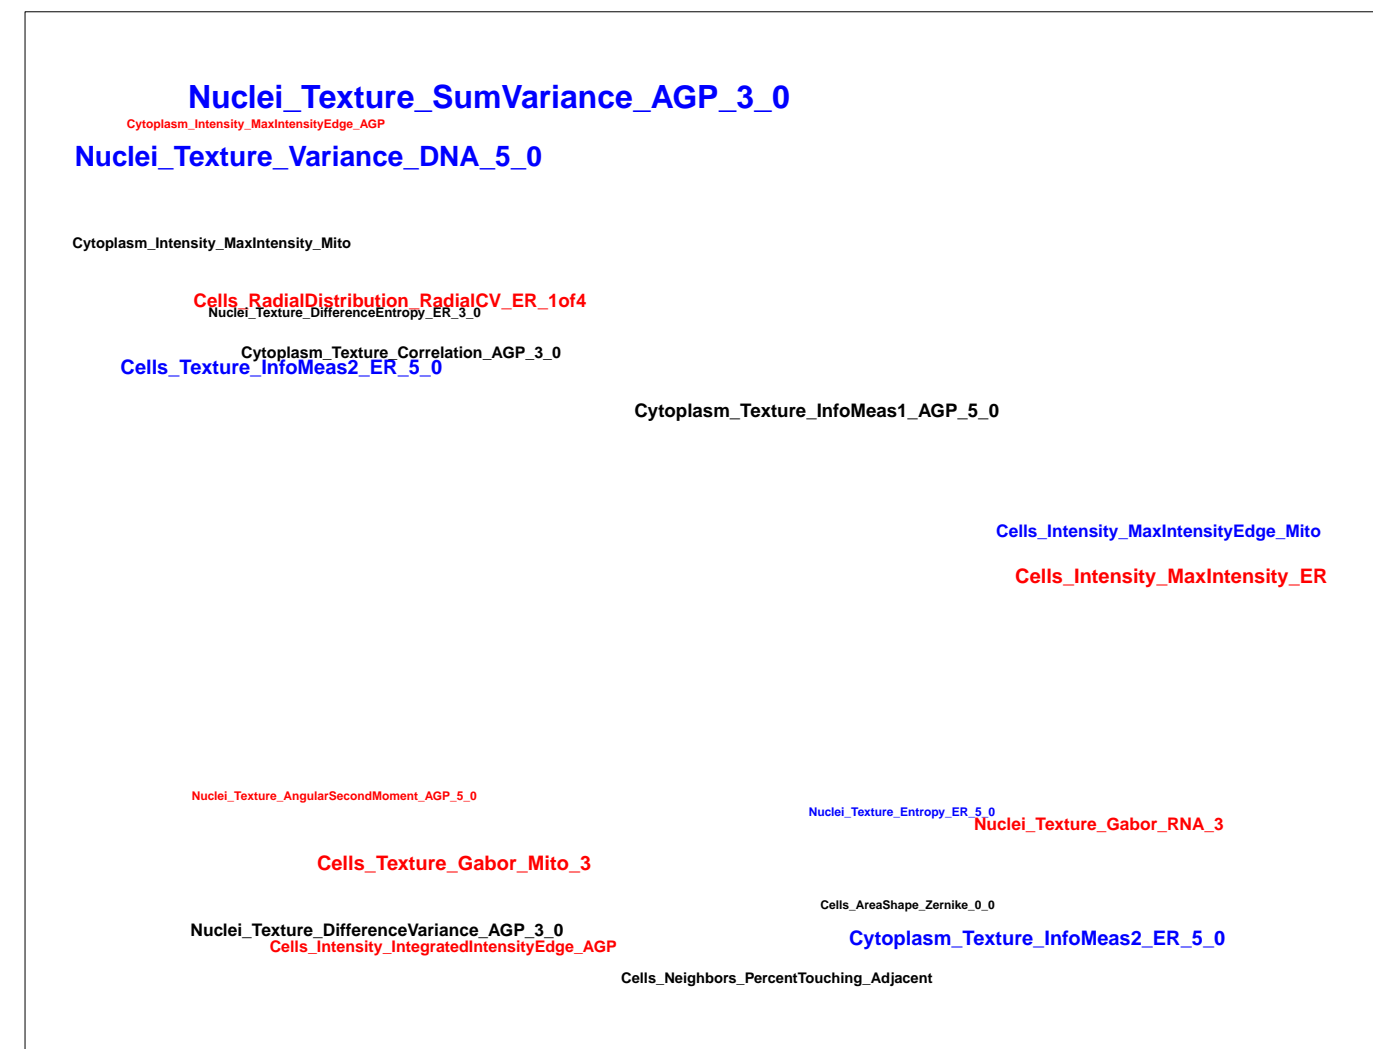 Nuclei_Texture_SumVariance_AGP_3_0
Cytoplasm_Intensity_MaxIntensityEdge_AGP
Nuclei_Texture_Variance_DNA_5_0
Cytoplasm_Intensity_MaxIntensity_Mito
Cells_RadialDistribution_RadialCV_ER_1of4
Nuclei_Texture_DifferenceEntropy_ER_3_0
Cytoplasm_Texture_Correlation_AGP_3_0
Cells_Texture_InfoMeas2_ER_5_0
Cytoplasm_Texture_InfoMeas1_AGP_5_0
Cells_Intensity_MaxIntensityEdge_Mito
Cells_Intensity_MaxIntensity_ER
Nuclei_Texture_AngularSecondMoment_AGP_5_0
Nuclei_Texture_Entropy_ER_5_0
Nuclei_Texture_Gabor_RNA_3
Cells_Texture_Gabor_Mito_3
Cells_AreaShape_Zernike_0_0
Nuclei_Texture_DifferenceVariance_AGP_3_0
Cytoplasm_Texture_InfoMeas2_ER_5_0
Cells_Intensity_IntegratedIntensityEdge_AGP
Cells_Neighbors_PercentTouching_Adjacent